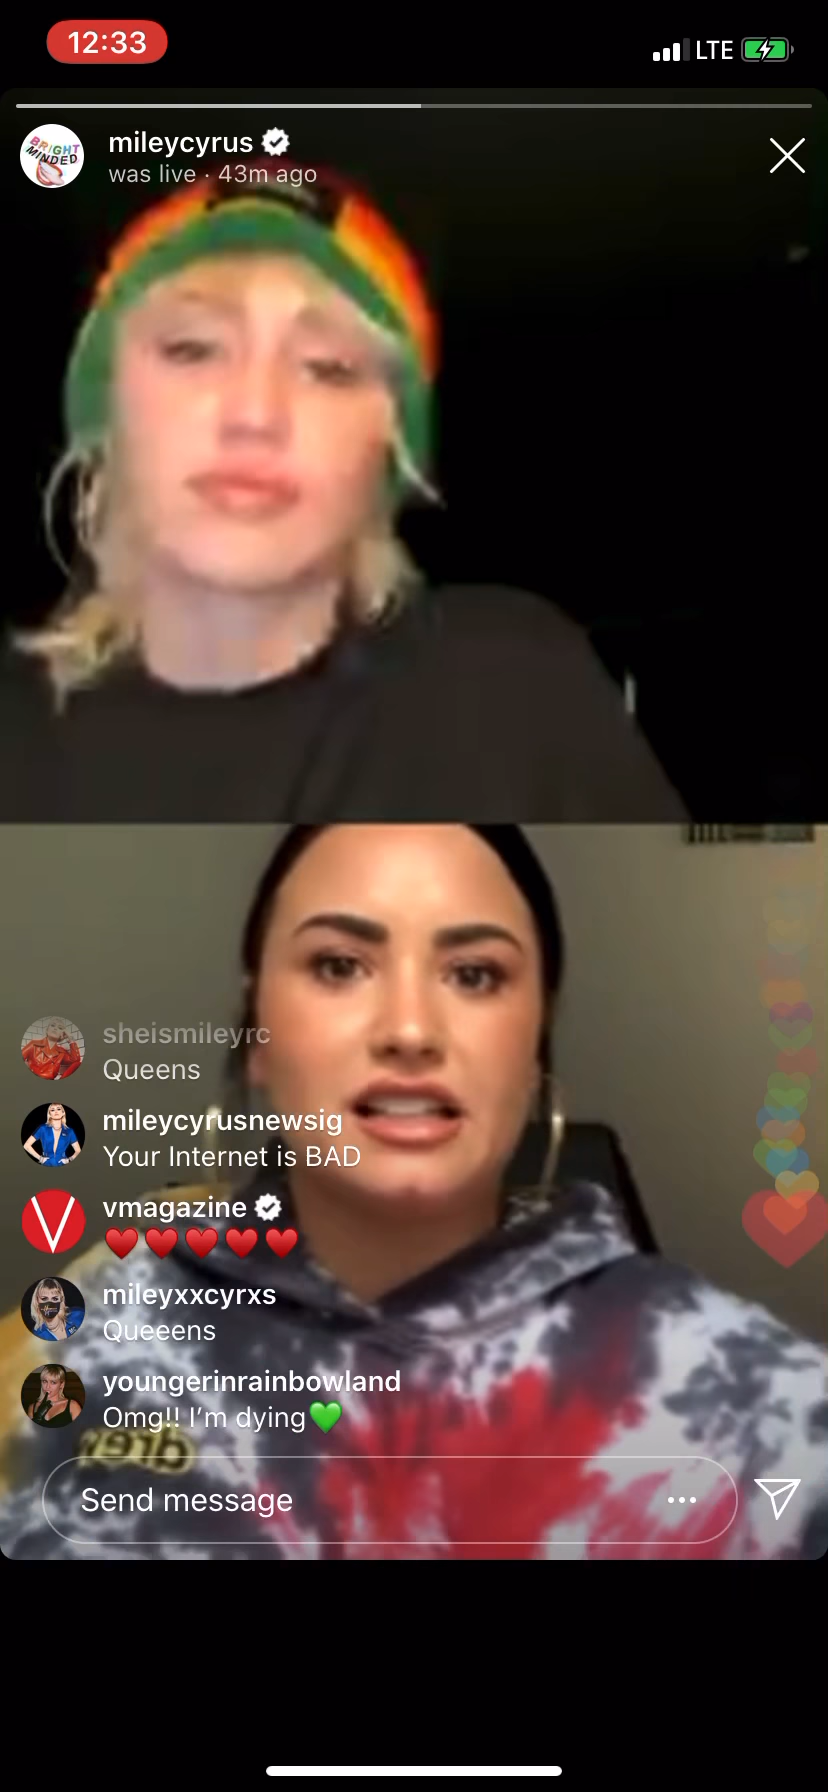 12:33
LTE
BRIGHT
MINDED
mileycyrus
was live · 43m ago
sheismileyrc
Queens
mileycyrusnewsig
Your Internet is BAD
V
vmagazine
❤️❤️❤️❤️❤️
mileyxxcyrxs
Queeens
youngerinrainbowland
Omg!! I’m dying💚
drew
Send message